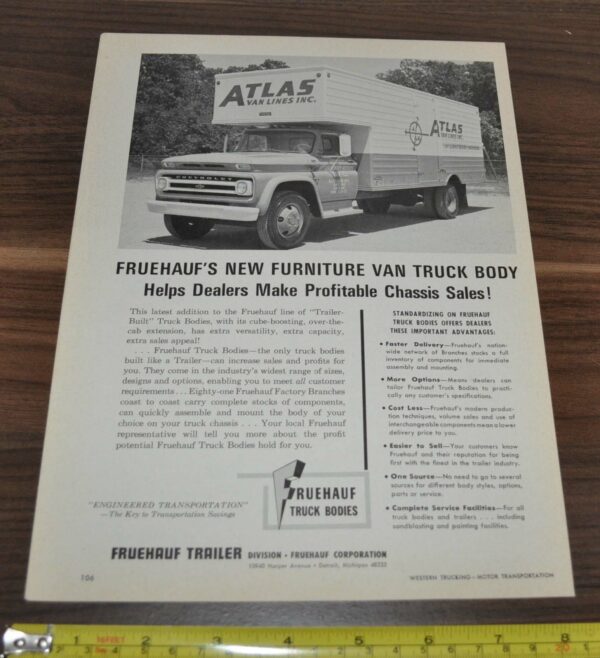 ATLAS
VAN LINES INC.
ATLAS
VAN LINES INC.
CHEVROLET
FRUEHAUF'S NEW FURNITURE VAN TRUCK BODY
Helps Dealers Make Profitable Chassis Sales!
This latest addition to the Fruehauf line of "Trailer-
Built" Truck Bodies, with its cube-boosting, over-the-
cab extension, has extra versatility, extra capacity,
extra sales appeal!
. . . Fruehauf Truck Bodies—the only truck bodies
built like a Trailer—can increase sales and profits for
you. They come in the industry's widest range of sizes,
designs and options, enabling you to meet all customer
requirements . . . Eighty-one Fruehauf Factory Branches
coast to coast carry complete stocks of components,
can quickly assemble and mount the body of your
choice on your truck chassis . . . Your local Fruehauf
representative will tell you more about the profit
potential Fruehauf Truck Bodies hold for you.
STANDARDIZING ON FRUEHAUF
TRUCK BODIES OFFERS DEALERS
THESE IMPORTANT ADVANTAGES:
• Faster Delivery—Fruehauf's nation-
wide network of Branches stocks a full
inventory of components for immediate
assembly and mounting.
• More Options—Means dealers can
tailor Fruehauf Truck Bodies to practi-
cally any customer's specifications.
• Cost Less—Fruehauf's modern produc-
tion techniques, volume sales and use of
interchangeable components mean a lower
delivery price to you.
• Easier to Sell—Your customers know
Fruehauf and their reputation for being
first with the finest in the trailer industry.
• One Source—No need to go to several
sources for different body styles, options,
parts or service.
• Complete Service Facilities—For all
truck bodies and trailers . . . including
sandblasting and painting facilities.
"ENGINEERED TRANSPORTATION"
—The Key to Transportation Savings
FRUEHAUF
TRUCK BODIES
FRUEHAUF TRAILER DIVISION • FRUEHAUF CORPORATION
10940 Harper Avenue • Detroit, Michigan 48232
106
WESTERN TRUCKING—MOTOR TRANSPORTATION
1 16FEET 2 3 4 5 6 7 8